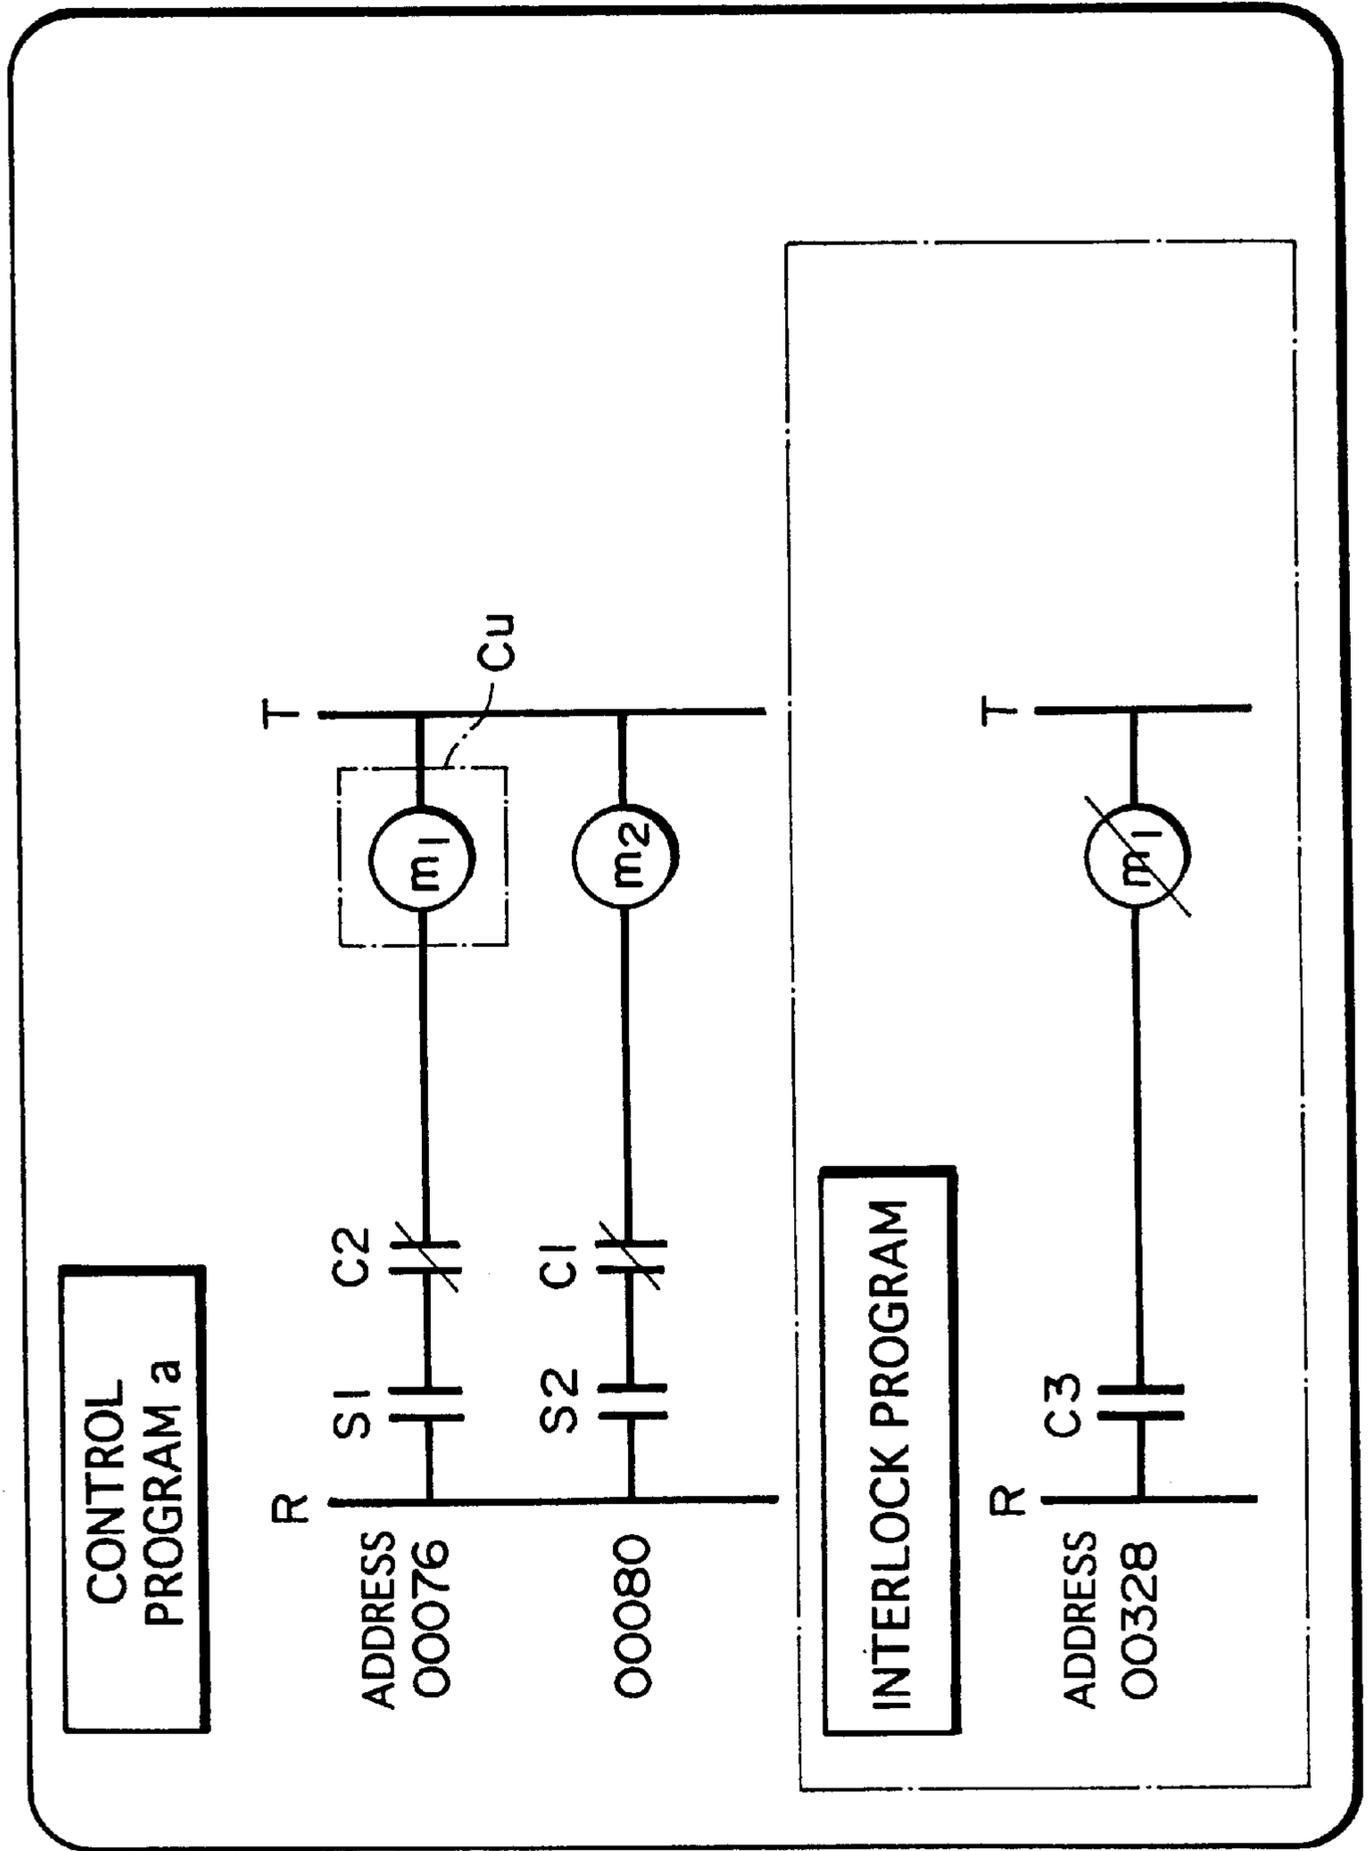 CONTROL
PROGRAM a
R
T
ADDRESS
00076
S1
C2
m1
Cu
00080
S2
C1
m2
INTERLOCK PROGRAM
R
T
ADDRESS
00328
C3
m1